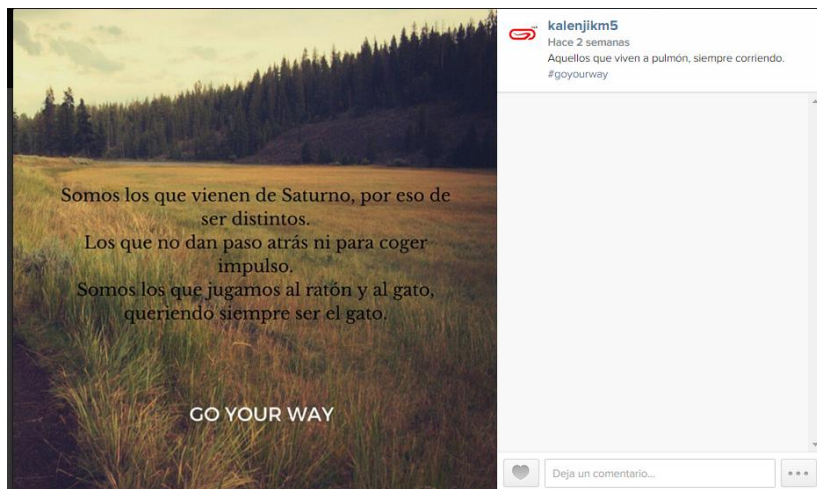 Somos los que vienen de Saturno, por eso de
ser distintos.
Los que no dan paso atrás ni para coger
impulso.
Somos los que jugamos al ratón y al gato,
queriendo siempre ser el gato.
GO YOUR WAY
kalenjikm5
Hace 2 semanas
Aquellos que viven a pulmón, siempre corriendo.
#goyourway
Deja un comentario...